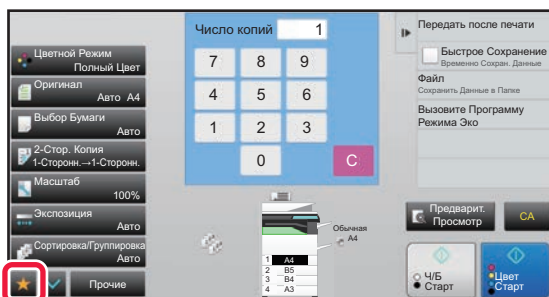 Цветной Режим
Полный Цвет
Оригинал
Авто A4
Выбор Бумаги
Авто
2-Стор. Копия
1-Сторонн.→1-Сторонн.
Масштаб
100%
Экспозиция
Авто
Сортировка/Группировка
Авто
Прочие
Число копий 1
7 8 9
4 5 6
1 2 3
0 C
Обычная
A4
1 A4
2 B5
3 B4
4 A3
Передать после печати
Быстрое Сохранение
Временно Сохран. Данные
Файл
Сохранить Данные в Папке
Вызовите Программу
Режима Эко
Предварит.
Просмотр
CA
Ч/Б
Старт
Цвет
Старт